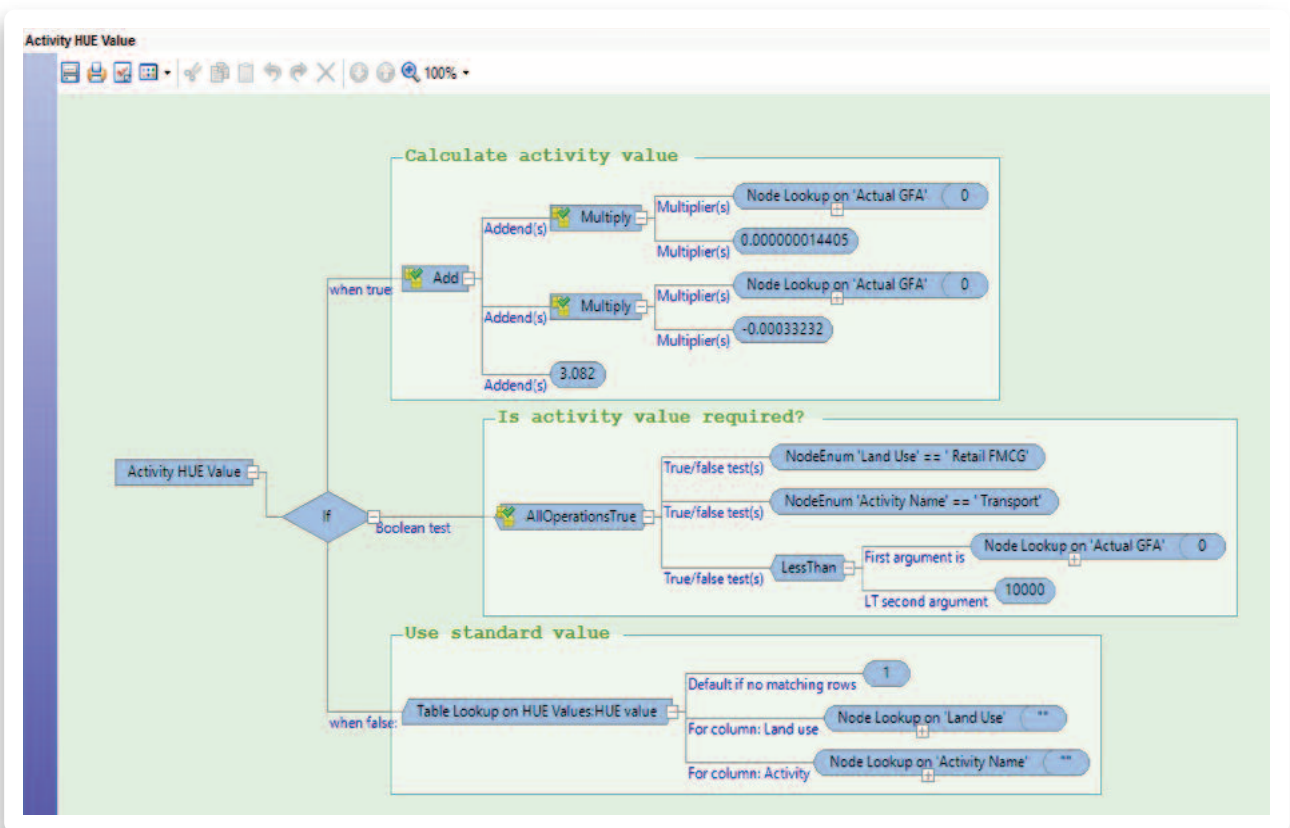 Activity HUE Value
100%
Calculate activity value
Node Lookup on 'Actual GFA' 0
Multiply
Multiplier(s)
Addend(s)
0.000000014405
Multiplier(s)
Add
when true:
Node Lookup on 'Actual GFA' 0
Multiply
Multiplier(s)
Addend(s)
-0.00033232
Multiplier(s)
3.082
Addend(s)
Is activity value required?
NodeEnum 'Land Use' == ' Retail FMCG'
True/false test(s)
Activity HUE Value
NodeEnum 'Activity Name' == ' Transport'
AllOperationsTrue
True/false test(s)
If
Boolean test
Node Lookup on 'Actual GFA' 0
First argument is
LessThan
True/false test(s)
10000
LT second argument
Use standard value
1
Default if no matching rows
Table Lookup on HUE Values:HUE value
when false:
Node Lookup on 'Land Use' ""
For column: Land use
Node Lookup on 'Activity Name' ""
For column: Activity